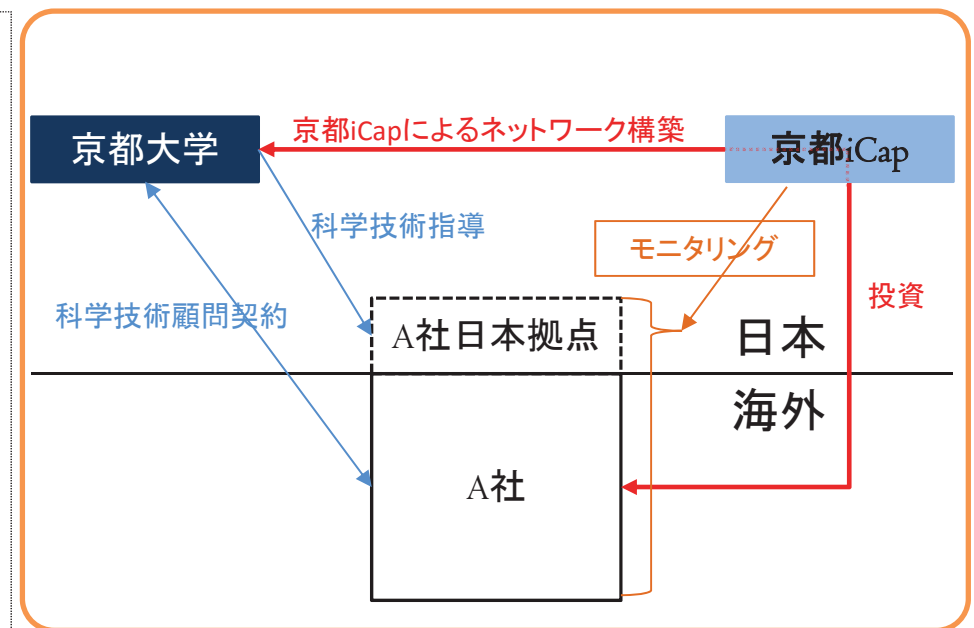 京都iCapによるネットワーク構築
京都大学
京都iCap
科学技術指導
モニタリング
科学技術顧問契約
投資
A社日本拠点
日本
海外
A社